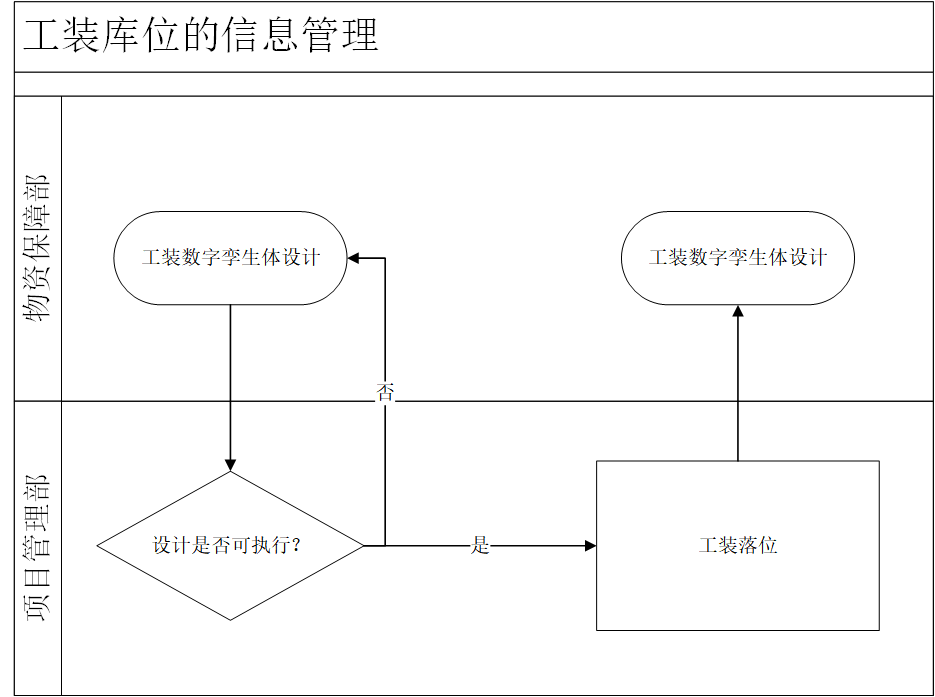 工装库位的信息管理
物资保障部
工装数字孪生体设计
工装数字孪生体设计
否
项目管理部
设计是否可执行？
是
工装落位